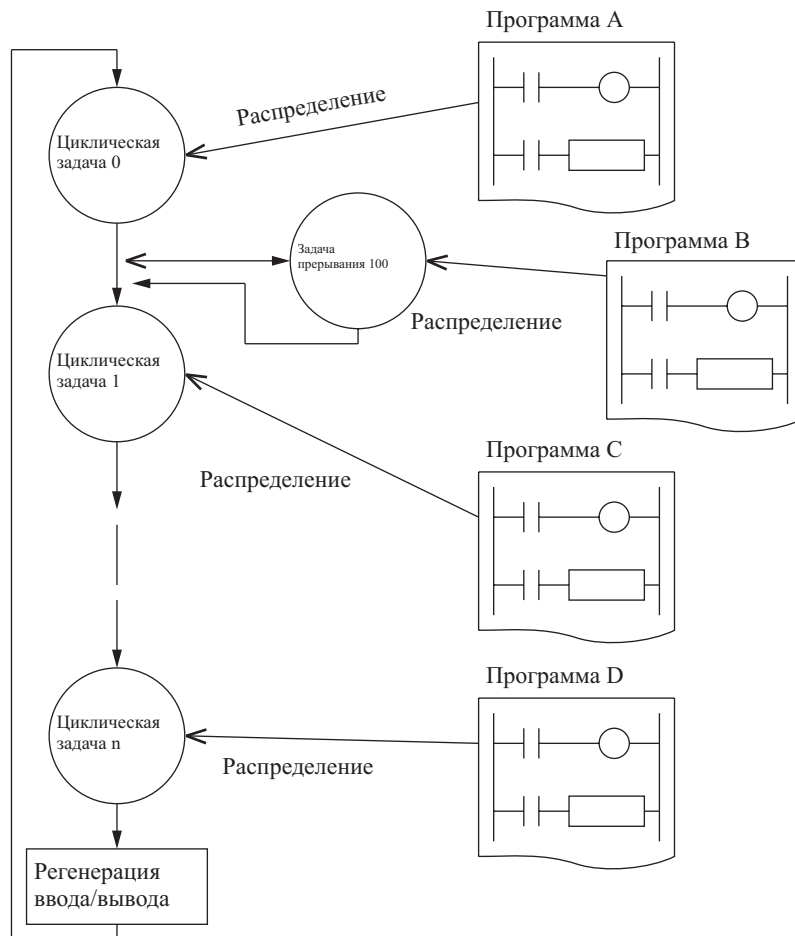 Программа A
Распределение
Циклическая
задача 0
Программа B
Задача
прерывания 100
Распределение
Циклическая
задача 1
Программа C
Распределение
Программа D
Циклическая
задача n
Распределение
Регенерация
ввода/вывода